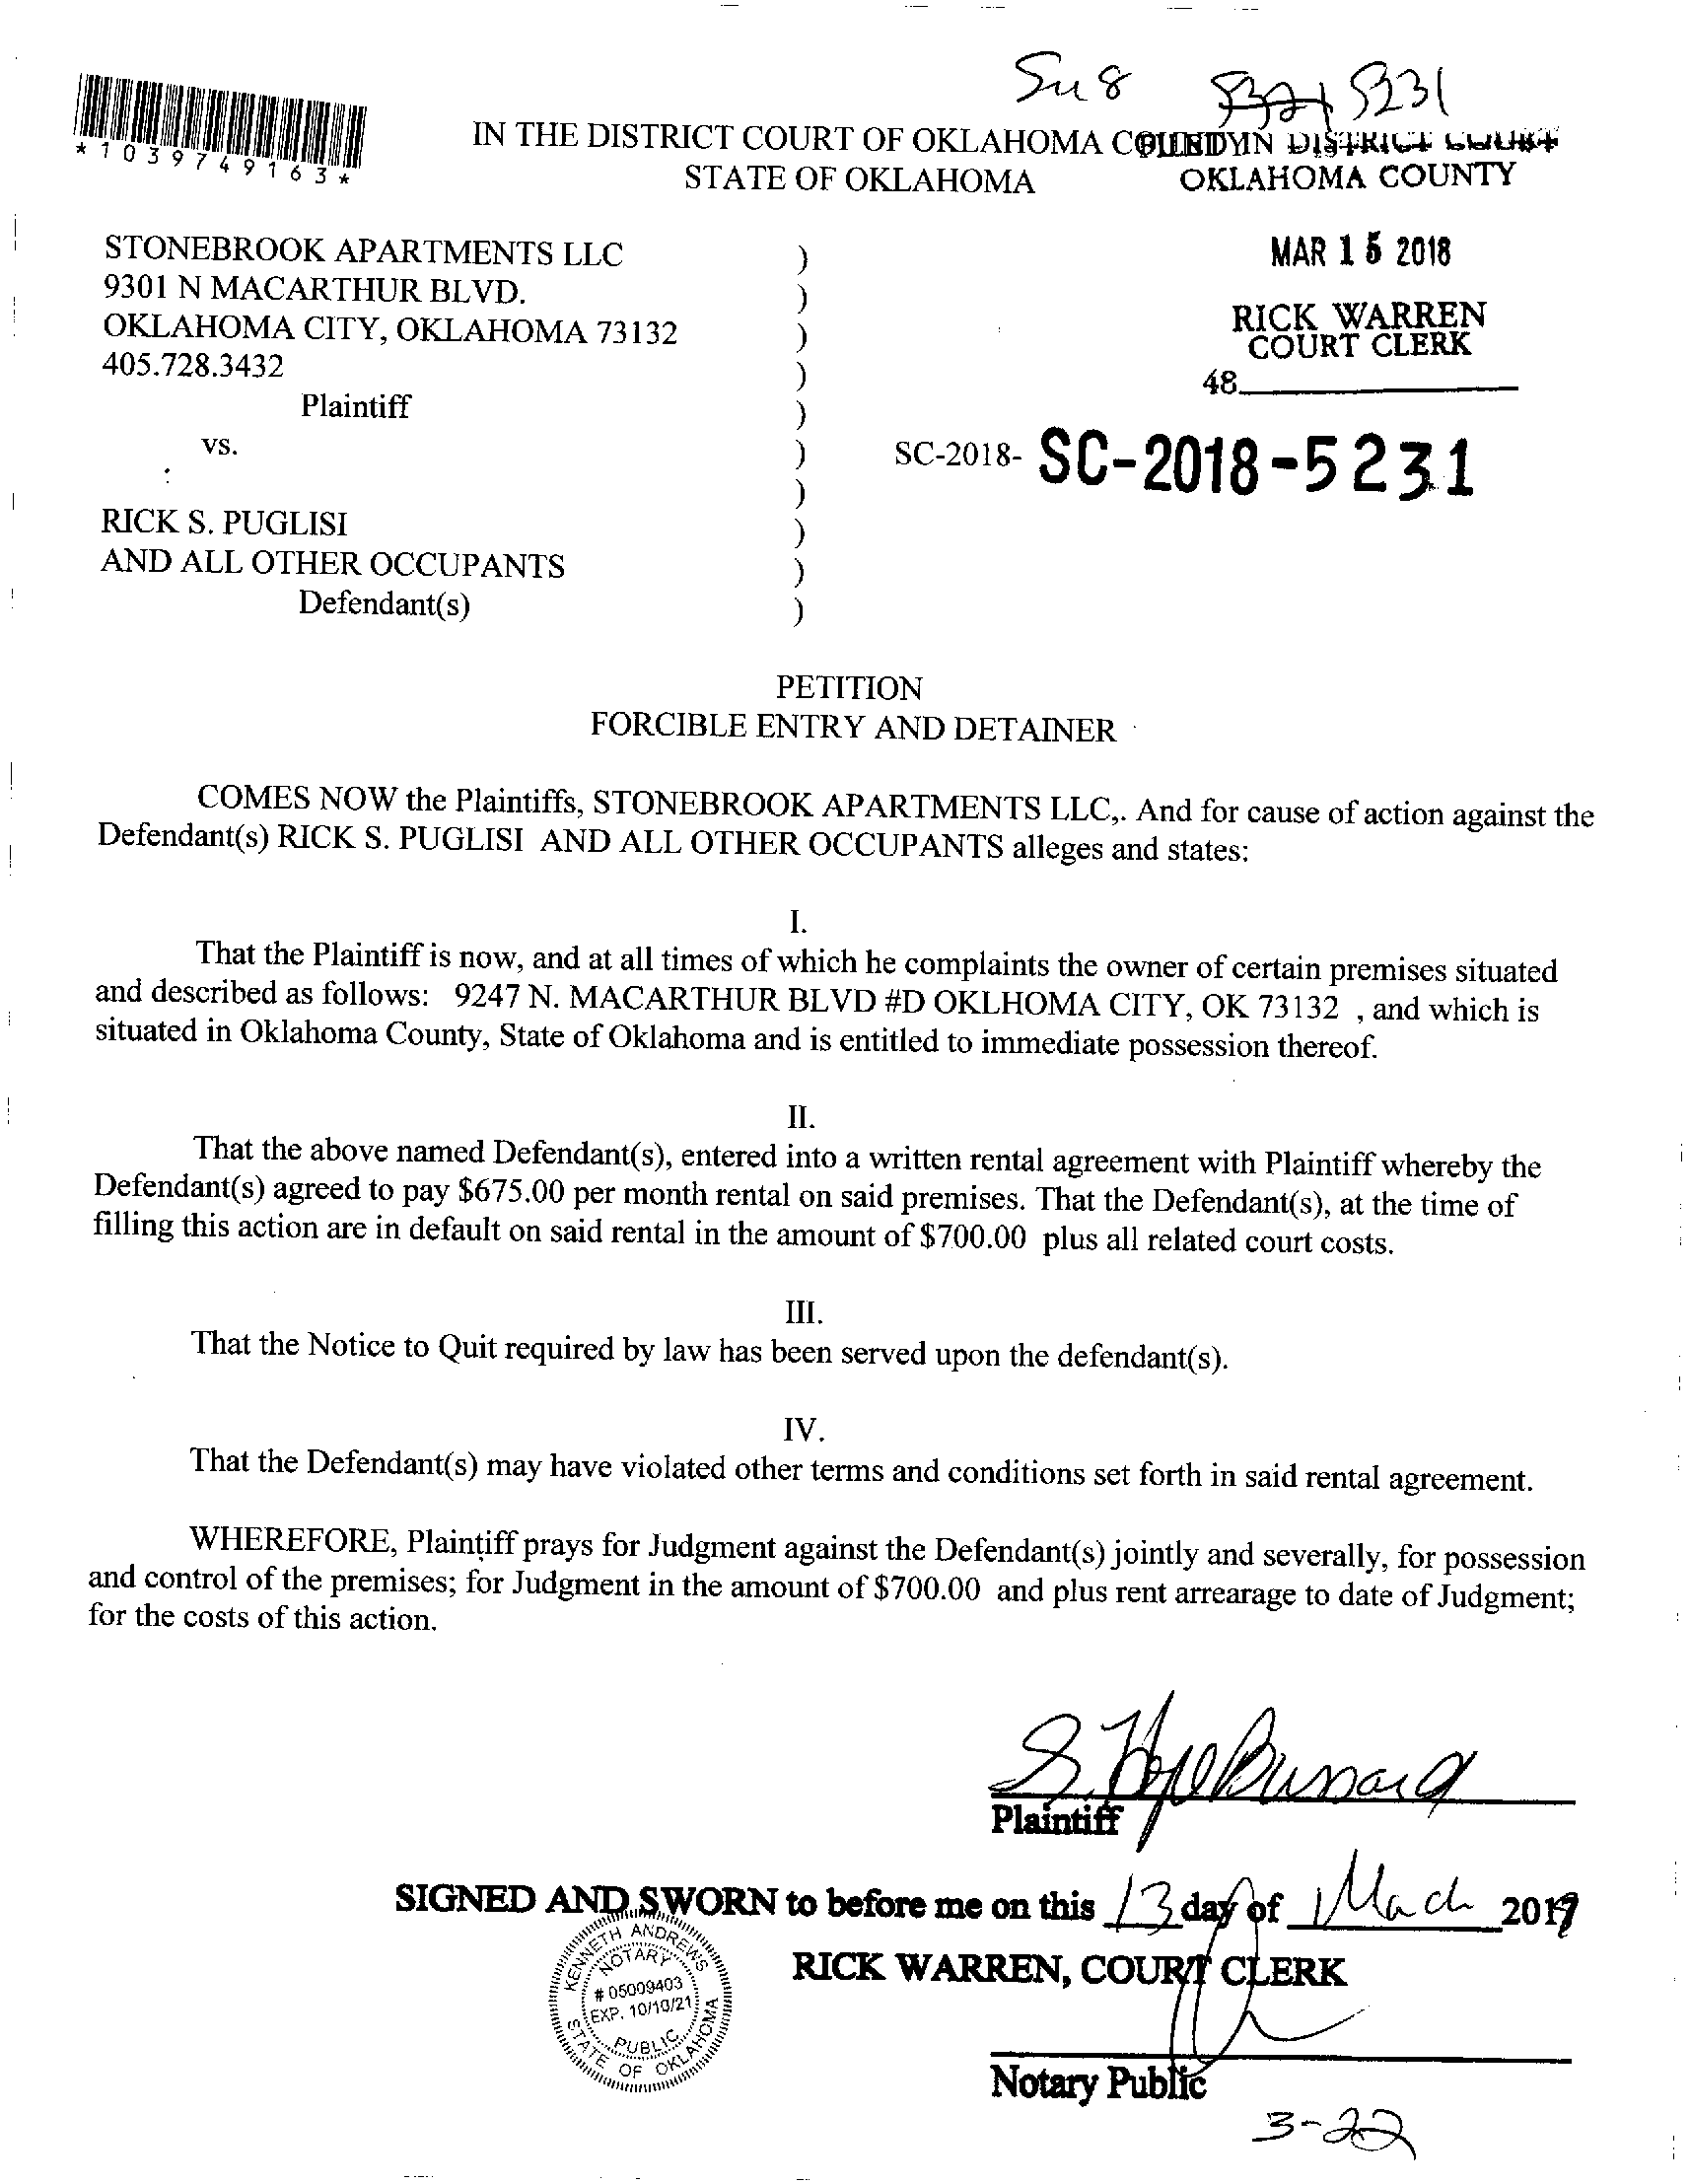 Su 8 5321 5231
*1039749163*
IN THE DISTRICT COURT OF OKLAHOMA COUNTY
STATE OF OKLAHOMA
IN DISTRICT COURT
OKLAHOMA COUNTY
MAR 15 2018
RICK WARREN
COURT CLERK
48
STONEBROOK APARTMENTS LLC )
9301 N MACARTHUR BLVD. )
OKLAHOMA CITY, OKLAHOMA 73132 )
405.728.3432 )
Plaintiff )
vs. )
SC-2018- SC-2018-5231
)
RICK S. PUGLISI )
AND ALL OTHER OCCUPANTS )
Defendant(s) )
PETITION
FORCIBLE ENTRY AND DETAINER
COMES NOW the Plaintiffs, STONEBROOK APARTMENTS LLC,. And for cause of action against the
Defendant(s) RICK S. PUGLISI AND ALL OTHER OCCUPANTS alleges and states:
I.
That the Plaintiff is now, and at all times of which he complaints the owner of certain premises situated
and described as follows: 9247 N. MACARTHUR BLVD #D OKLHOMA CITY, OK 73132 , and which is
situated in Oklahoma County, State of Oklahoma and is entitled to immediate possession thereof.
II.
That the above named Defendant(s), entered into a written rental agreement with Plaintiff whereby the
Defendant(s) agreed to pay $675.00 per month rental on said premises. That the Defendant(s), at the time of
filling this action are in default on said rental in the amount of $700.00 plus all related court costs.
III.
That the Notice to Quit required by law has been served upon the defendant(s).
IV.
That the Defendant(s) may have violated other terms and conditions set forth in said rental agreement.
WHEREFORE, Plaintiff prays for Judgment against the Defendant(s) jointly and severally, for possession
and control of the premises; for Judgment in the amount of $700.00 and plus rent arrearage to date of Judgment;
for the costs of this action.
S. Hope Bussard
Plaintiff
SIGNED AND SWORN to before me on this 13 day of March 2018
RICK WARREN, COURT CLERK
KENNETH ANDREWS
NOTARY
# 05009403
EXP. 10/10/21
PUBLIC
STATE OF OKLAHOMA
Notary Public
3-22